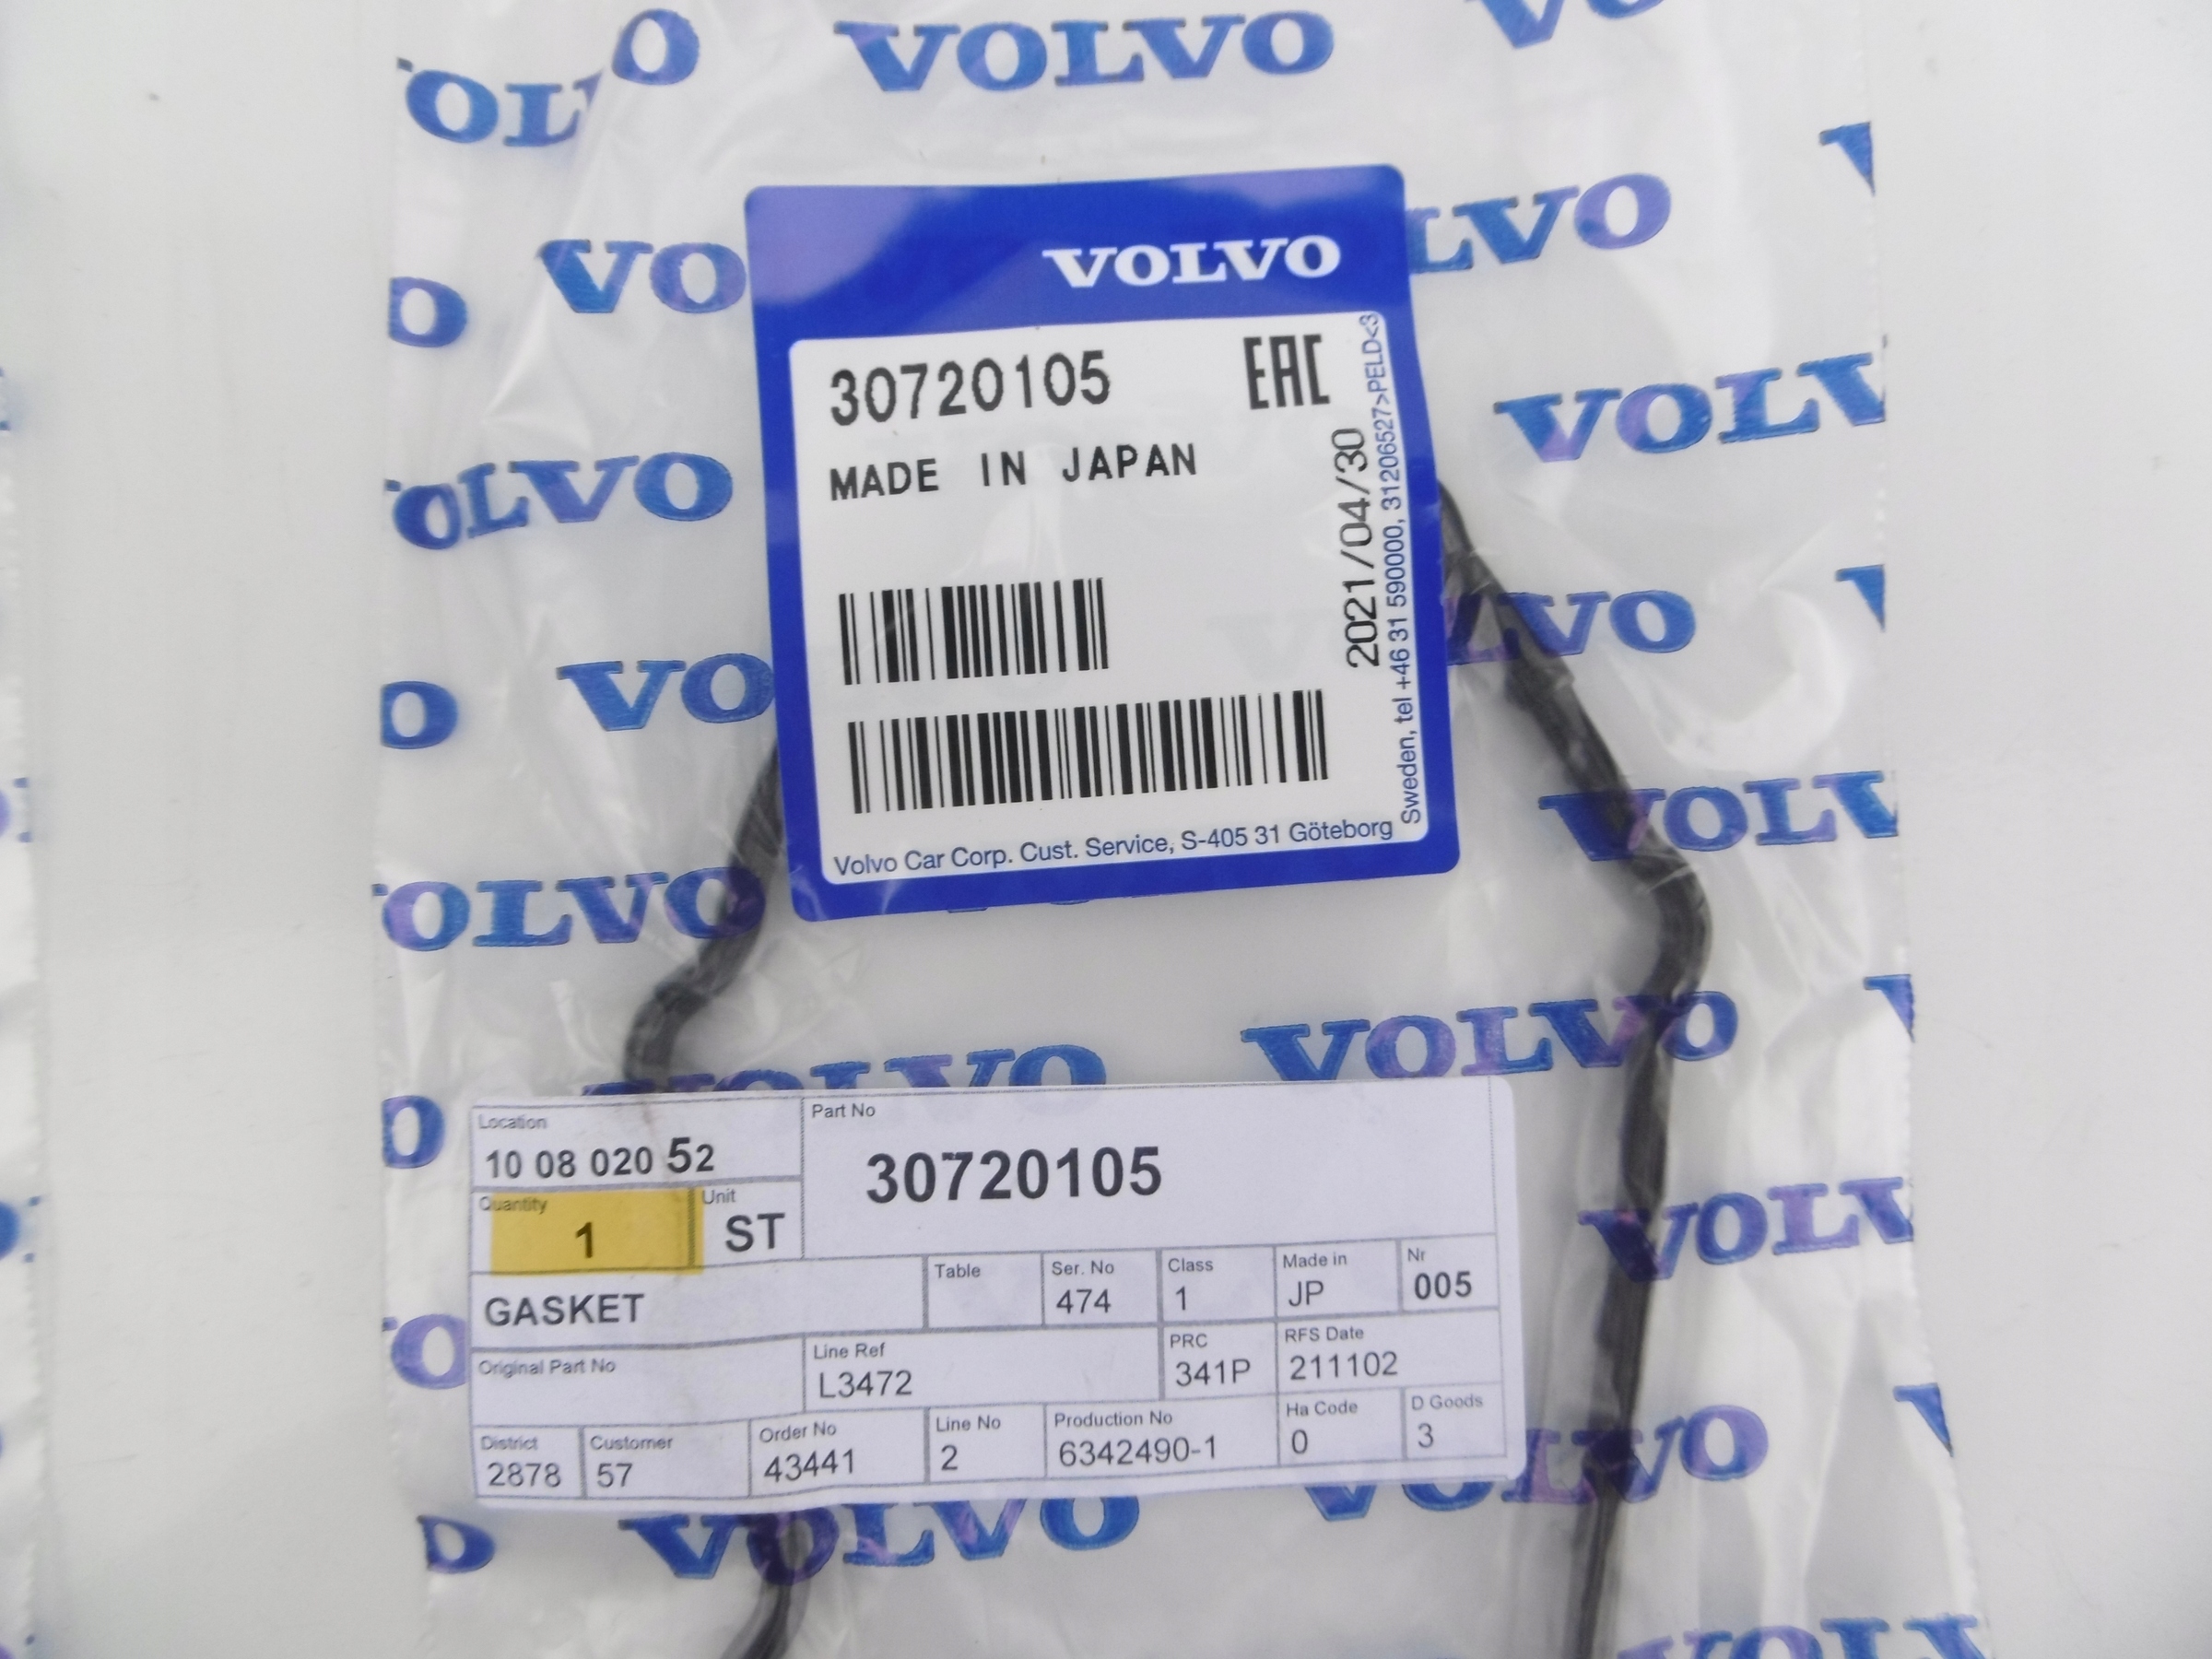 VOLVO
30720105 EAC
MADE IN JAPAN
2021/04/30
Volvo Car Corp. Cust. Service, S-405 31 Göteborg
Sweden, tel +46 31 590000, 31206527>PELD<3
Location
10 08 020 52
Part No
30720105
Quantity
1
Unit
ST
GASKET
Table
Ser. No
474
Class
1
Made in
JP
Nr
005
Original Part No
Line Ref
L3472
PRC
341P
RFS Date
211102
District
2878
Customer
57
Order No
43441
Line No
2
Production No
6342490-1
Ha Code
0
D Goods
3
VOLVO
VOLVO
VOLVO
VOLVO